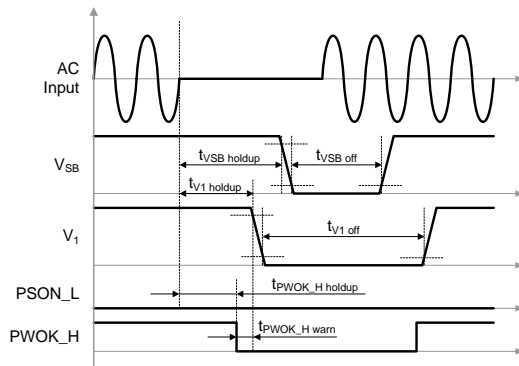 AC
Input
VSB
tVSB holdup
tVSB off
tV1 holdup
V1
tV1 off
PSON_L
tPWOK_H holdup
PWOK_H
tPWOK_H warn